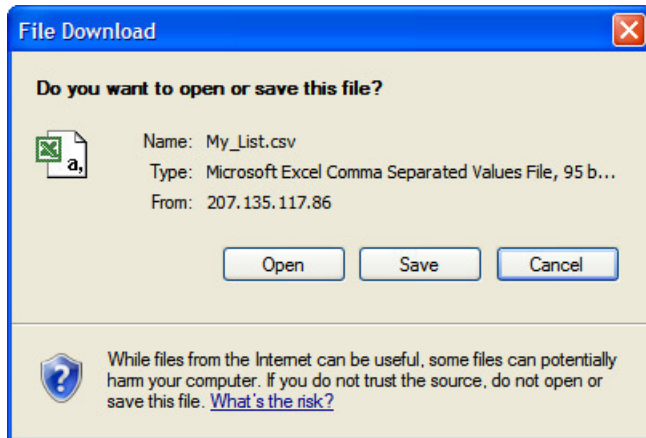 File Download
Do you want to open or save this file?
a,
Name: My_List.csv
Type: Microsoft Excel Comma Separated Values File, 95 b...
From: 207.135.117.86
Open Save Cancel
While files from the Internet can be useful, some files can potentially
harm your computer. If you do not trust the source, do not open or
save this file. What's the risk?